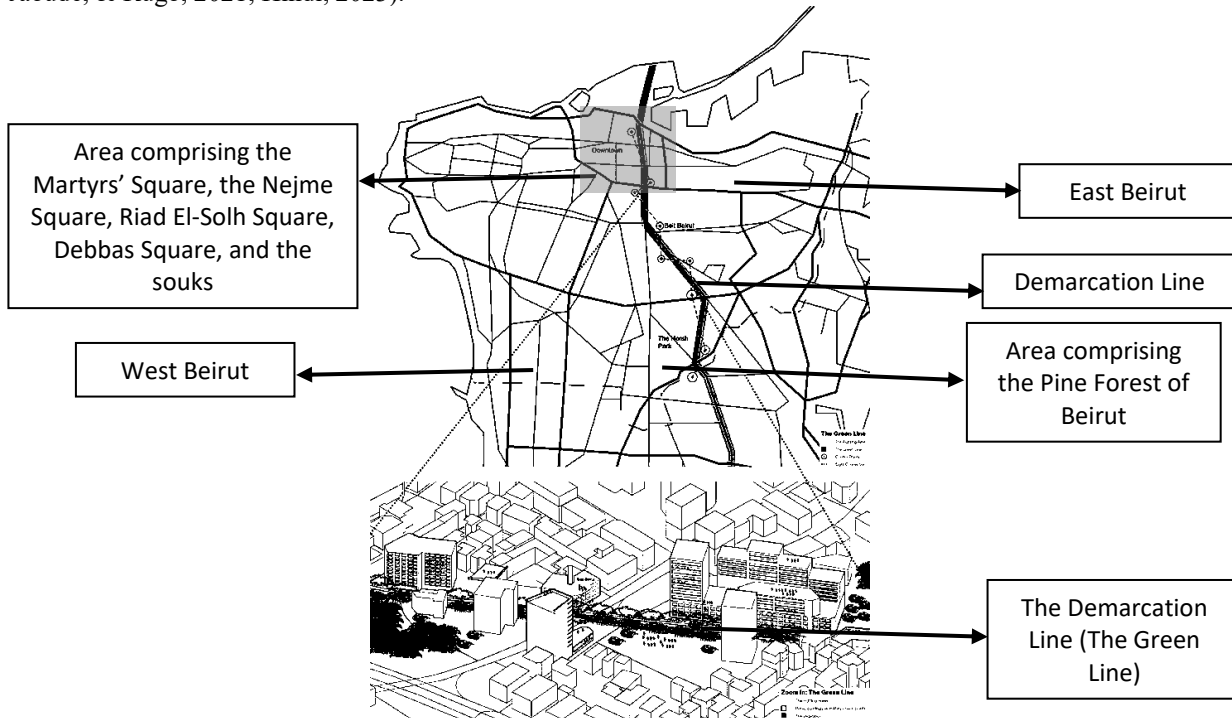 Area comprising the
Martyrs’ Square, the Nejme
Square, Riad El-Solh Square,
Debbas Square, and the
souks
West Beirut
Downtown
Beit Beirut
The Horsh
Park
East Beirut
Demarcation Line
Area comprising
the Pine Forest of
Beirut
The Green Line
The Demarcation
Line (The Green
Line)
Zoom in: The Green Line